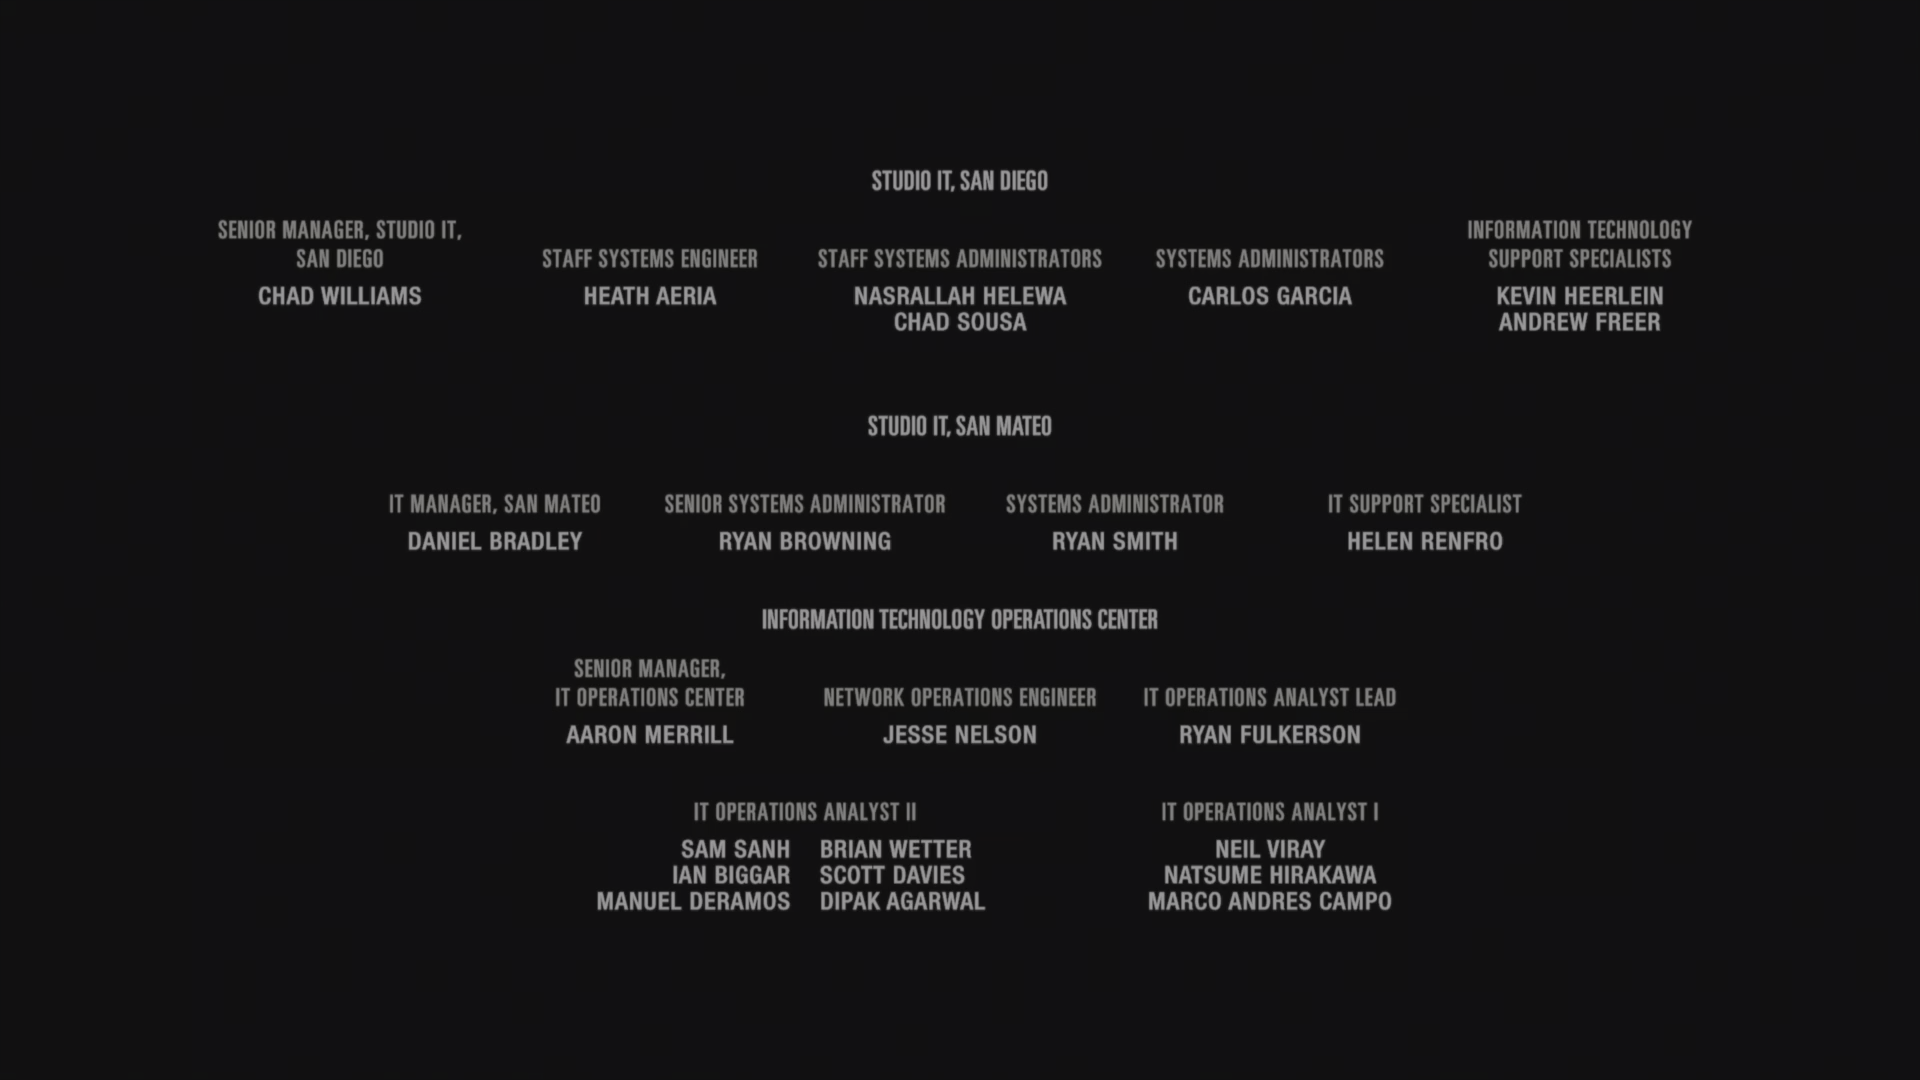 STUDIO IT, SAN DIEGO
SENIOR MANAGER, STUDIO IT,
SAN DIEGO
CHAD WILLIAMS
STAFF SYSTEMS ENGINEER
HEATH AERIA
STAFF SYSTEMS ADMINISTRATORS
NASRALLAH HELEWA
CHAD SOUSA
SYSTEMS ADMINISTRATORS
CARLOS GARCIA
INFORMATION TECHNOLOGY
SUPPORT SPECIALISTS
KEVIN HEERLEIN
ANDREW FREER
STUDIO IT, SAN MATEO
IT MANAGER, SAN MATEO
DANIEL BRADLEY
SENIOR SYSTEMS ADMINISTRATOR
RYAN BROWNING
SYSTEMS ADMINISTRATOR
RYAN SMITH
IT SUPPORT SPECIALIST
HELEN RENFRO
INFORMATION TECHNOLOGY OPERATIONS CENTER
SENIOR MANAGER,
IT OPERATIONS CENTER
AARON MERRILL
NETWORK OPERATIONS ENGINEER
JESSE NELSON
IT OPERATIONS ANALYST LEAD
RYAN FULKERSON
IT OPERATIONS ANALYST II
SAM SANH BRIAN WETTER
IAN BIGGAR SCOTT DAVIES
MANUEL DERAMOS DIPAK AGARWAL
IT OPERATIONS ANALYST I
NEIL VIRAY
NATSUME HIRAKAWA
MARCO ANDRES CAMPO